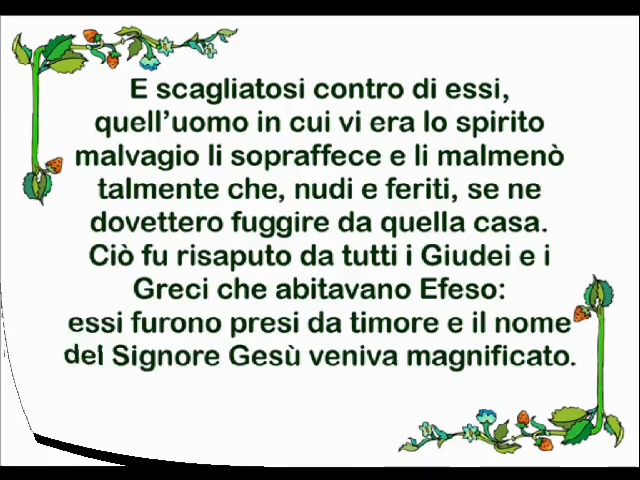 E scagliatosi contro di essi,
quell’uomo in cui vi era lo spirito
malvagio li sopraffece e li malmenò
talmente che, nudi e feriti, se ne
dovettero fuggire da quella casa.
Ciò fu risaputo da tutti i Giudei e i
Greci che abitavano Efeso:
essi furono presi da timore e il nome
del Signore Gesù veniva magnificato.